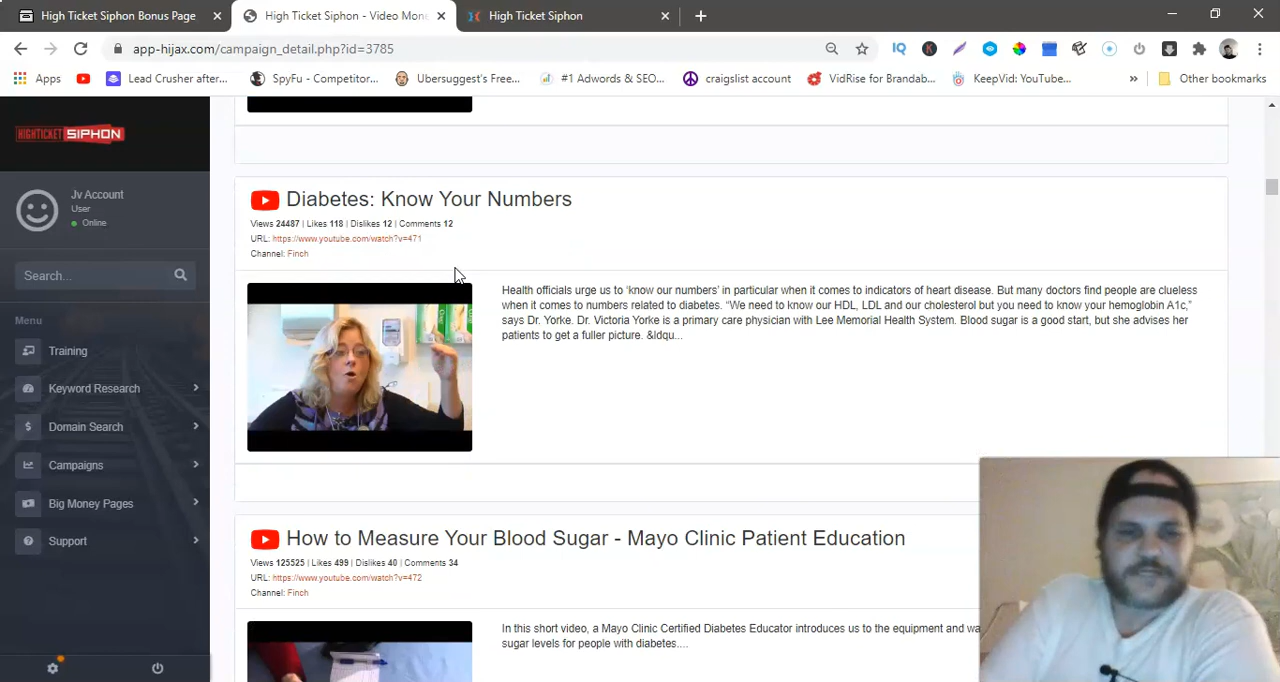 High Ticket Siphon Bonus Page
High Ticket Siphon - Video Mone
High Ticket Siphon
app-hijax.com/campaign_detail.php?id=3785
Apps
Lead Crusher after...
SpyFu - Competitor...
Ubersuggest's Free...
#1 Adwords & SEO...
craigslist account
VidRise for Brandab...
KeepVid: YouTube...
»
Other bookmarks
HIGHTICKET SIPHON
Jv Account
User
Online
Search...
Menu
Training
Keyword Research
Domain Search
Campaigns
Big Money Pages
Support
Diabetes: Know Your Numbers
Views 24487 | Likes 118 | Dislikes 12 | Comments 12
URL: https://www.youtube.com/watch?v=471
Channel: Finch
Health officials urge us to ‘know our numbers’ in particular when it comes to indicators of heart disease. But many doctors find people are clueless
when it comes to numbers related to diabetes. “We need to know our HDL, LDL and our cholesterol but you need to know your hemoglobin A1c,”
says Dr. Yorke. Dr. Victoria Yorke is a primary care physician with Lee Memorial Health System. Blood sugar is a good start, but she advises her
patients to get a fuller picture. &ldqu...
How to Measure Your Blood Sugar - Mayo Clinic Patient Education
Views 125525 | Likes 499 | Dislikes 40 | Comments 34
URL: https://www.youtube.com/watch?v=472
Channel: Finch
In this short video, a Mayo Clinic Certified Diabetes Educator introduces us to the equipment and
sugar levels for people with diabetes....